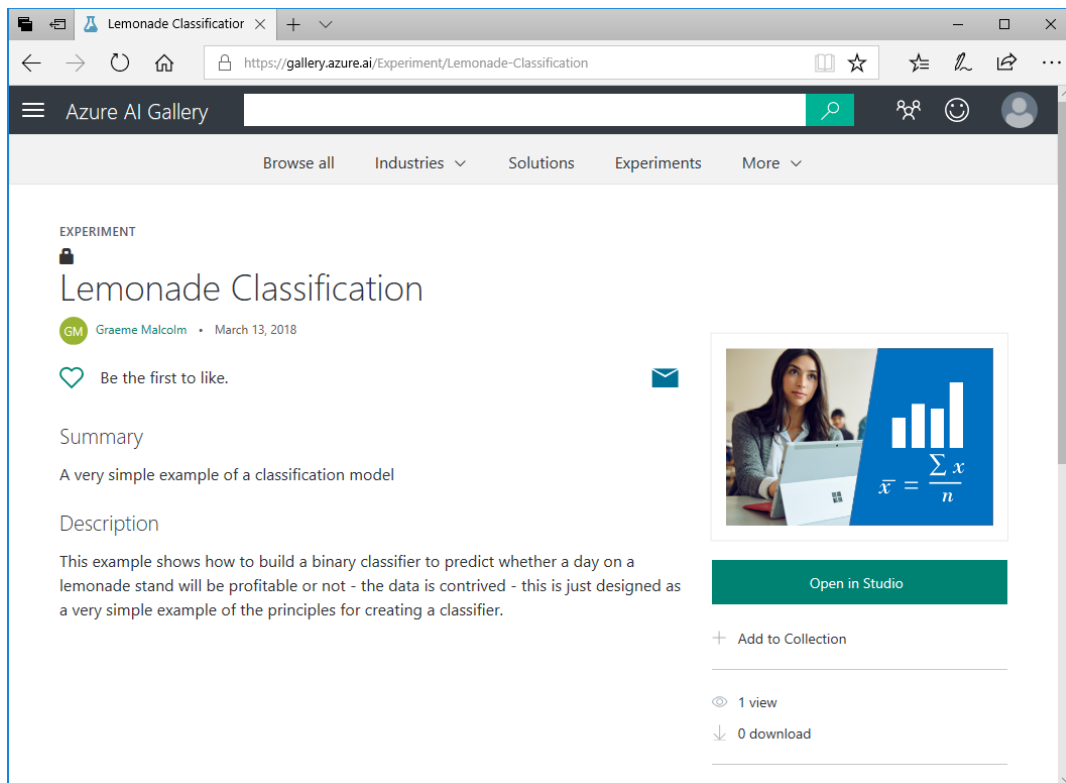 Lemonade Classification
https://gallery.azure.ai/Experiment/Lemonade-Classification
Azure AI Gallery
Browse all Industries Solutions Experiments More
EXPERIMENT
Lemonade Classification
GM Graeme Malcolm • March 13, 2018
Be the first to like.
x̄ = Σ x / n
Summary
A very simple example of a classification model
Description
This example shows how to build a binary classifier to predict whether a day on a
lemonade stand will be profitable or not - the data is contrived - this is just designed as
a very simple example of the principles for creating a classifier.
Open in Studio
Add to Collection
1 view
0 download